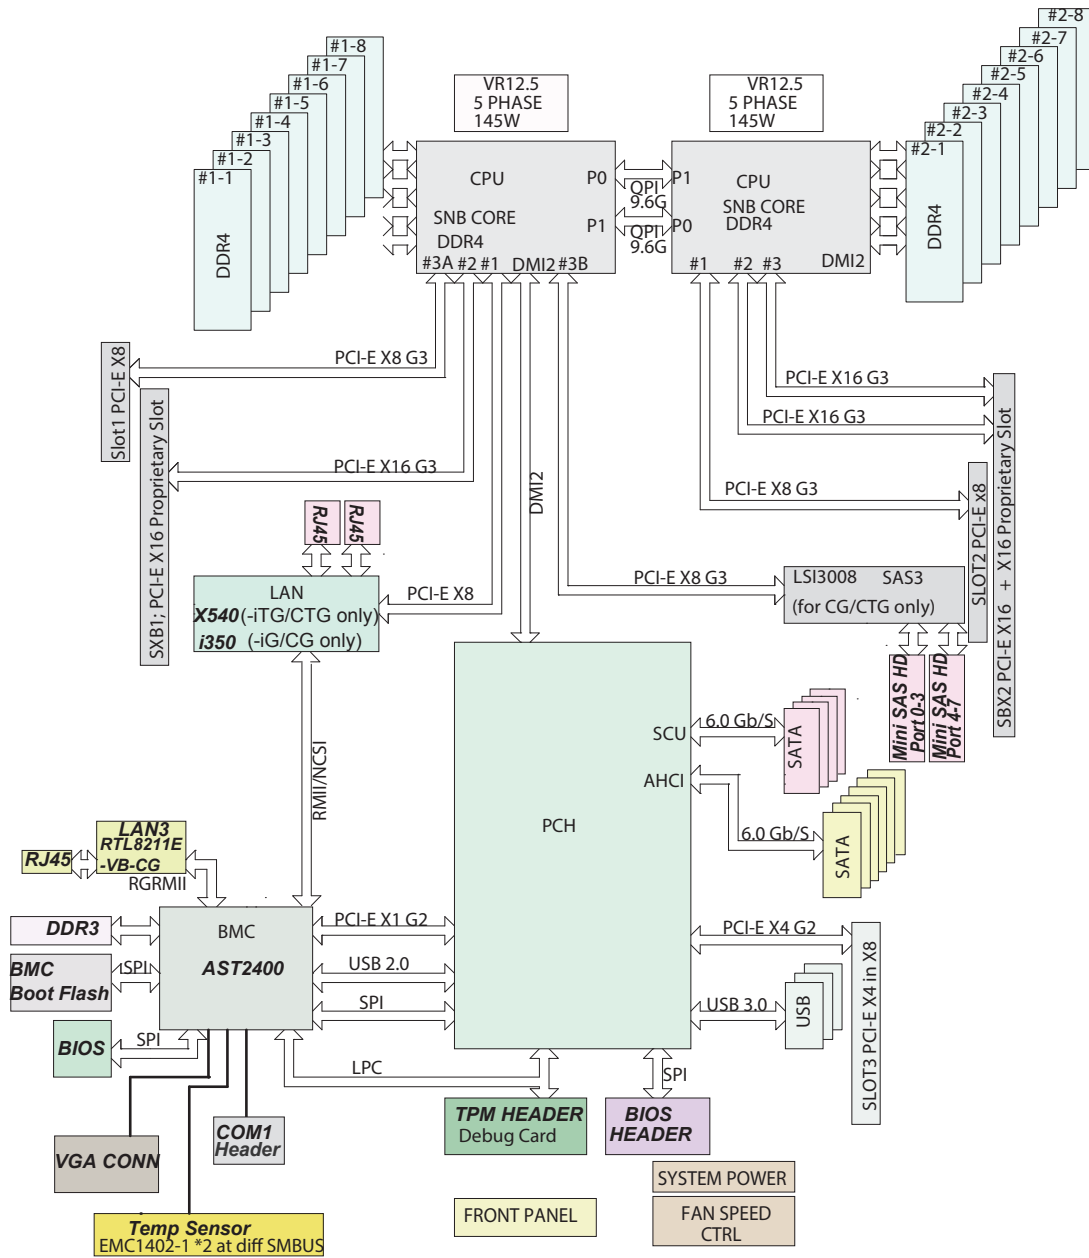 #1-8
#1-7
#1-6
#1-5
#1-4
#1-3
#1-2
#1-1
DDR4
VR12.5
5 PHASE
145W
VR12.5
5 PHASE
145W
#2-8
#2-7
#2-6
#2-5
#2-4
#2-3
#2-2
#2-1
DDR4
CPU
SNB CORE
DDR4
P0
P1
#3A
#2
#1
DMI2
#3B
QPI
9.6G
QPI
9.6G
P1
P0
CPU
SNB CORE
DDR4
#1
#2
#3
DMI2
Slot1 PCI-E X8
PCI-E X8 G3
SXB1; PCI-E X16 Proprietary Slot
PCI-E X16 G3
DMI2
PCI-E X16 G3
PCI-E X16 G3
PCI-E X8 G3
SLOT2 PCI-E x8
SBX2 PCI-E X16 + X16 Proprietary Slot
RJ45
RJ45
LAN
X540 (-iTG/CTG only)
i350 (-iG/CG only)
PCI-E X8
PCI-E X8 G3
LSI3008 SAS3
(for CG/CTG only)
Mini SAS HD
Port 0-3
Mini SAS HD
Port 4-7
RMII/NCSI
PCH
SCU
6.0 Gb/S
SATA
AHCI
6.0 Gb/S
SATA
LAN3
RTL8211E
-VB-CG
RJ45
RGRMII
DDR3
BMC
Boot Flash
SPI
BMC
AST2400
PCI-E X1 G2
USB 2.0
SPI
PCI-E X4 G2
USB 3.0
USB
SLOT3 PCI-E X4 in X8
BIOS
SPI
LPC
SPI
TPM HEADER
Debug Card
BIOS
HEADER
COM1
Header
VGA CONN
Temp Sensor
EMC1402-1 *2 at diff SMBUS
FRONT PANEL
SYSTEM POWER
FAN SPEED
CTRL